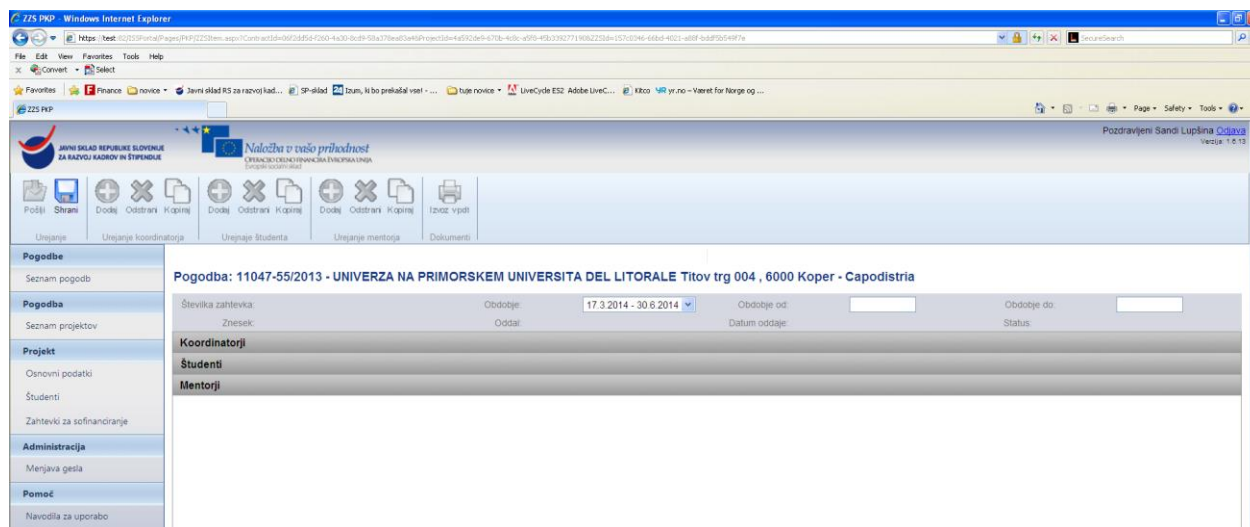 ZZS PKP - Windows Internet Explorer
File Edit View Favorites Tools Help
SecureSearch
Convert Select
Favorites Finance novice Javni sklad RS za razvoj kad... SP-sklad Izum, ki bo prekašal vse! - ... tuje novice LiveCycle ES2 Adobe LiveC... Kitco yr.no – Været for Norge og ...
ZZS PKP Page Safety Tools
JAVNI SKLAD REPUBLIKE SLOVENIJE
ZA RAZVOJ KADROV IN ŠTIPENDIJE
Naložba v vašo prihodnost
OPERACIJO DELNO FINANCIRA EVROPSKA UNIJA
Evropski socialni sklad
Pozdravljeni Sandi Lupšina Odjava
Verzija: 1.6.13
Pošlji Shrani Dodaj Odstrani Kopiraj Dodaj Odstrani Kopiraj Dodaj Odstrani Kopiraj Izvoz vpdf
Urejanje Urejanje koordinatorja Urejnaje študenta Urejanje mentorja Dokumenti
Pogodbe
Seznam pogodb
Pogodba
Seznam projektov
Projekt
Osnovni podatki
Študenti
Zahtevki za sofinanciranje
Administracija
Menjava gesla
Pomoč
Navodila za uporabo
Pogodba: 11047-55/2013 - UNIVERZA NA PRIMORSKEM UNIVERSITA DEL LITORALE Titov trg 004 , 6000 Koper - Capodistria
Številka zahtevka: Obdobje: 17.3.2014 - 30.6.2014 Obdobje od: Obdobje do:
Znesek: Oddal: Datum oddaje: Status:
Koordinatorji
Študenti
Mentorji